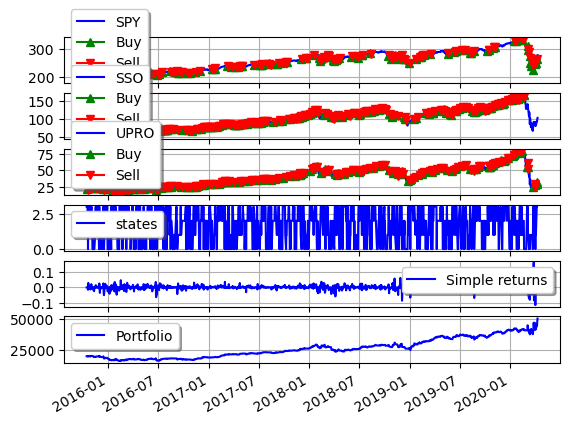 SPY
Buy
Sell
300
200
SSO
Buy
Sell
150
100
50
UPRO
Buy
Sell
75
50
25
states
2.5
0.0
Simple returns
0.1
0.0
−0.1
Portfolio
50000
25000
2016-01
2016-07
2017-01
2017-07
2018-01
2018-07
2019-01
2019-07
2020-01